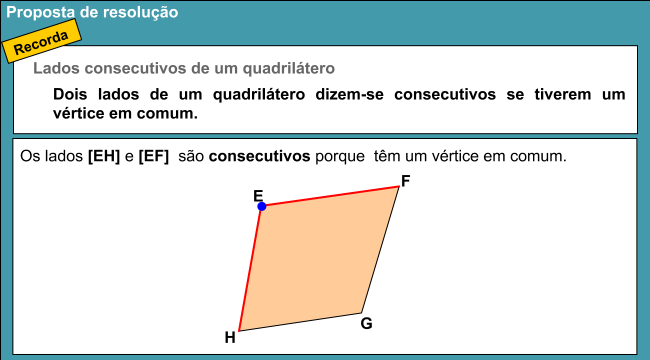 Proposta de resolução
Recorda
Lados consecutivos de um quadrilátero
Dois lados de um quadrilátero dizem-se consecutivos se tiverem um
vértice em comum.
Os lados [EH] e [EF] são consecutivos porque têm um vértice em comum.
F
E
G
H